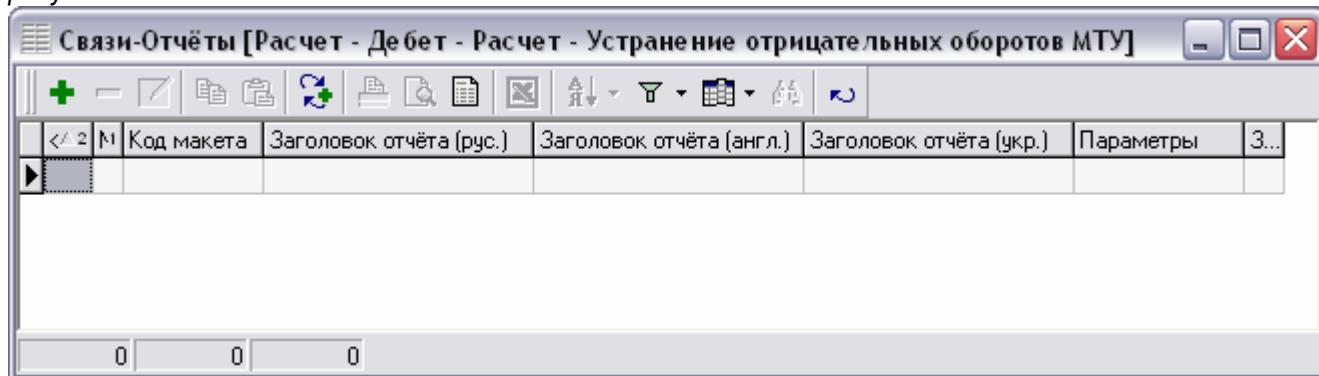 Связи-Отчёты [Расчет - Дебет - Расчет - Устранение отрицательных оборотов МТУ]
2 М Код макета Заголовок отчёта (рус.) Заголовок отчёта (англ.) Заголовок отчёта (укр.) Параметры З...
0 0 0